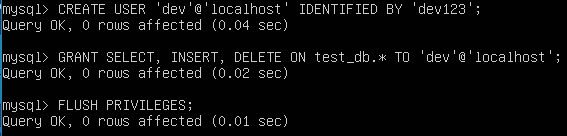 mysql> CREATE USER 'dev'@'localhost' IDENTIFIED BY 'dev123';
Query OK, 0 rows affected (0.04 sec)
mysql> GRANT SELECT, INSERT, DELETE ON test_db.* TO 'dev'@'localhost';
Query OK, 0 rows affected (0.02 sec)
mysql> FLUSH PRIVILEGES;
Query OK, 0 rows affected (0.01 sec)